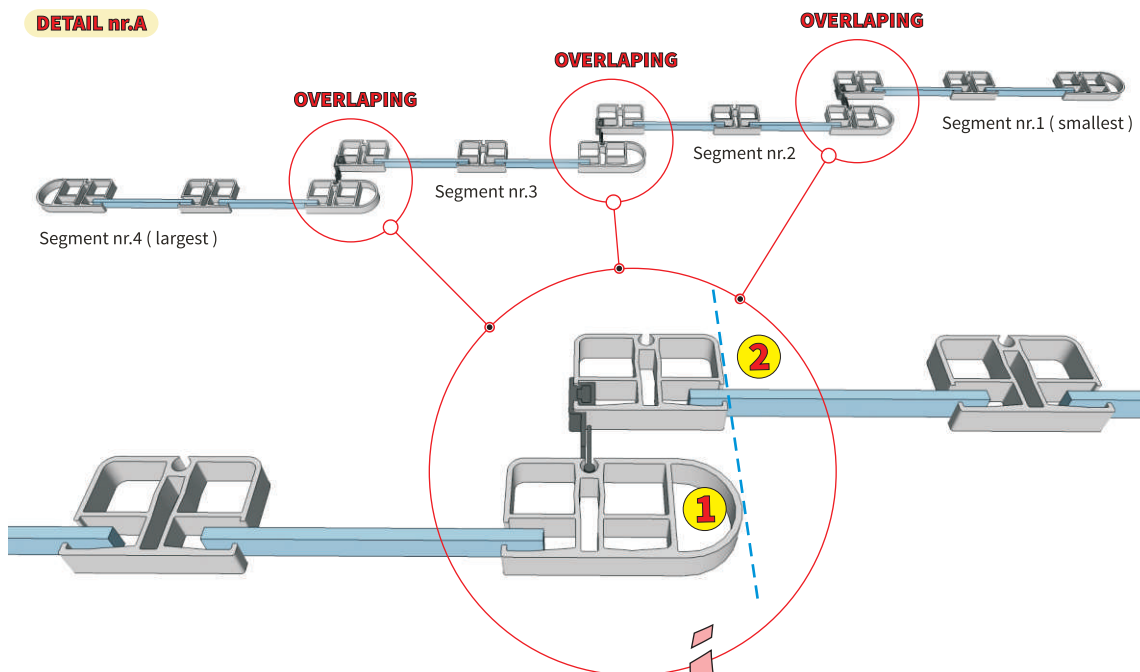 DETAIL nr.A
OVERLAPING
OVERLAPING
OVERLAPING
Segment nr.1 ( smallest )
Segment nr.2
Segment nr.3
Segment nr.4 ( largest )
2
1